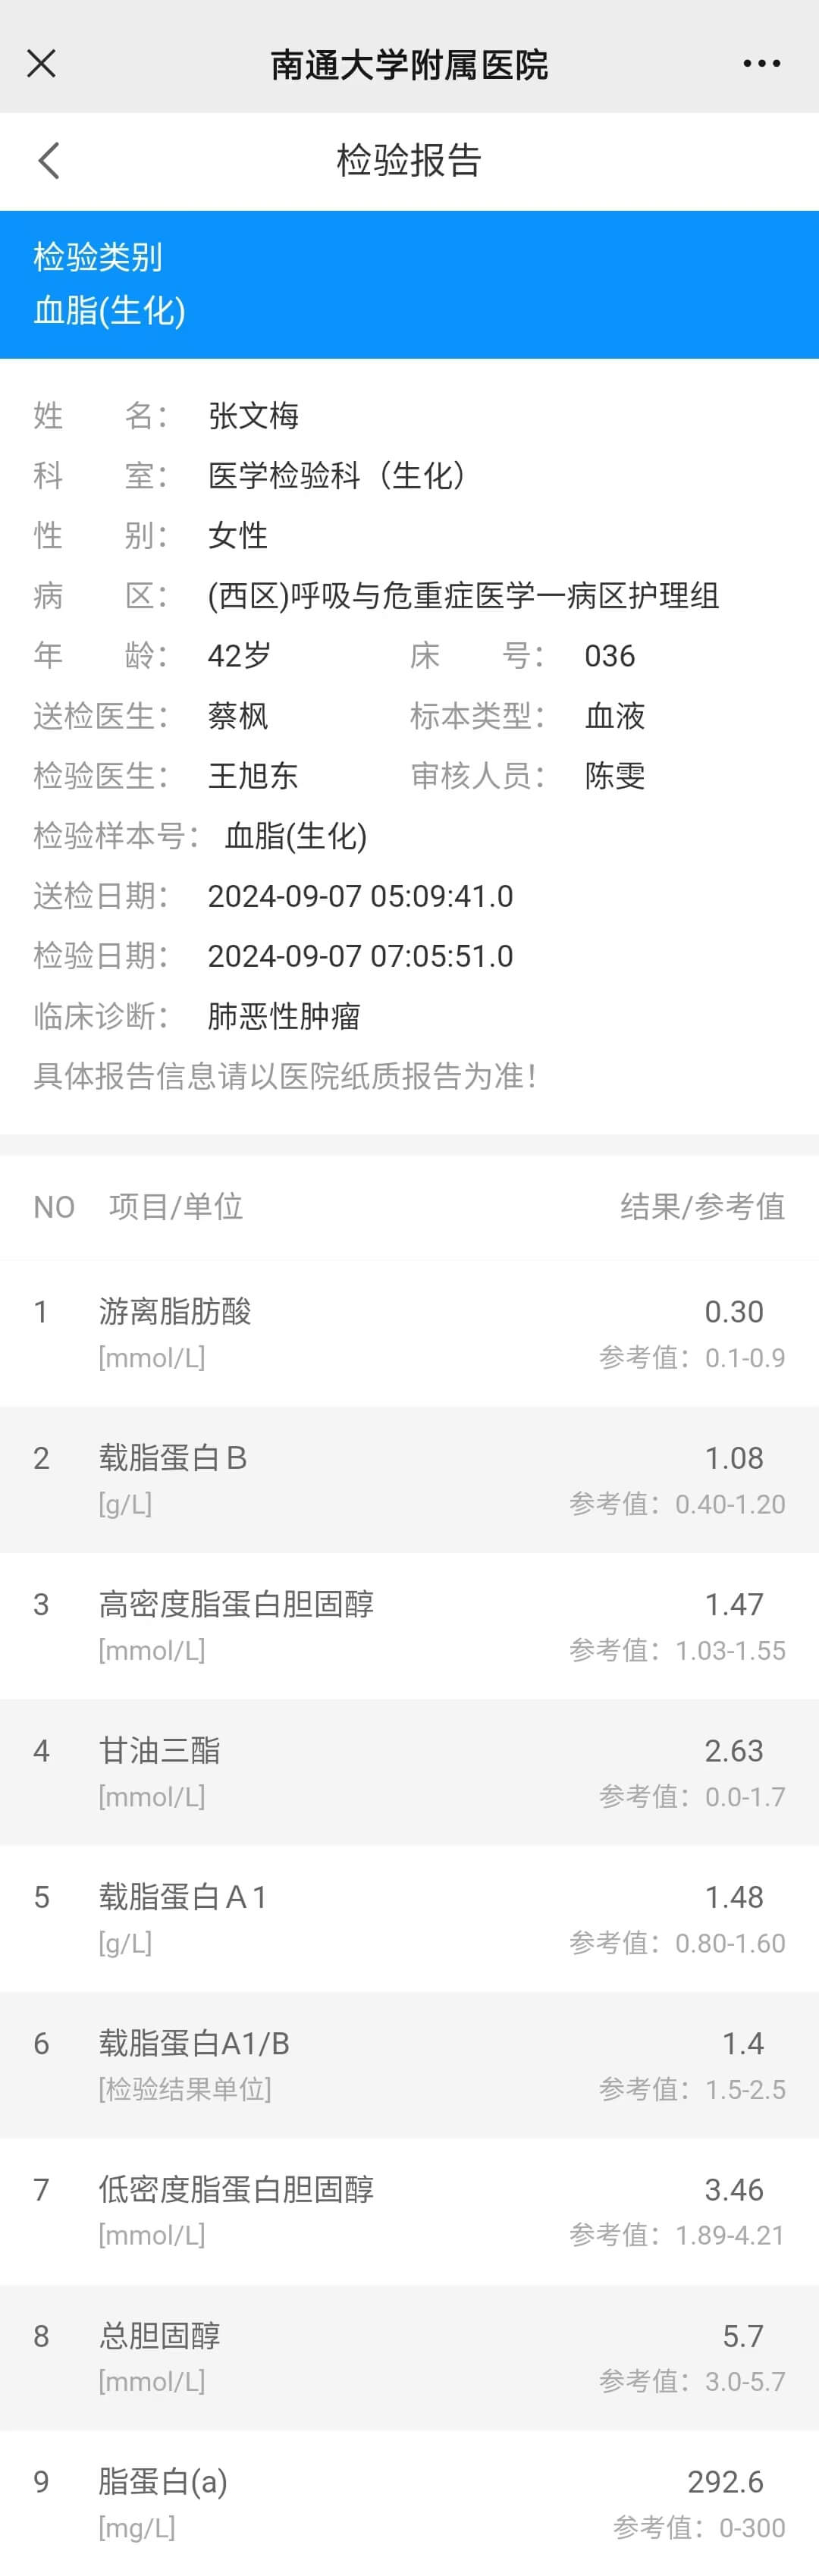 南通大学附属医院
检验报告
检验类别
血脂(生化)
姓 名： 张文梅
科 室： 医学检验科（生化）
性 别： 女性
病 区： (西区)呼吸与危重症医学一病区护理组
年 龄： 42岁 床 号： 036
送检医生： 蔡枫 标本类型： 血液
检验医生： 王旭东 审核人员： 陈雯
检验样本号： 血脂(生化)
送检日期： 2024-09-07 05:09:41.0
检验日期： 2024-09-07 07:05:51.0
临床诊断： 肺恶性肿瘤
具体报告信息请以医院纸质报告为准！
NO 项目/单位 结果/参考值
1 游离脂肪酸 0.30
[mmol/L] 参考值：0.1-0.9
2 载脂蛋白Ｂ 1.08
[g/L] 参考值：0.40-1.20
3 高密度脂蛋白胆固醇 1.47
[mmol/L] 参考值：1.03-1.55
4 甘油三酯 2.63
[mmol/L] 参考值：0.0-1.7
5 载脂蛋白Ａ1 1.48
[g/L] 参考值：0.80-1.60
6 载脂蛋白A1/B 1.4
[检验结果单位] 参考值：1.5-2.5
7 低密度脂蛋白胆固醇 3.46
[mmol/L] 参考值：1.89-4.21
8 总胆固醇 5.7
[mmol/L] 参考值：3.0-5.7
9 脂蛋白(a) 292.6
[mg/L] 参考值：0-300